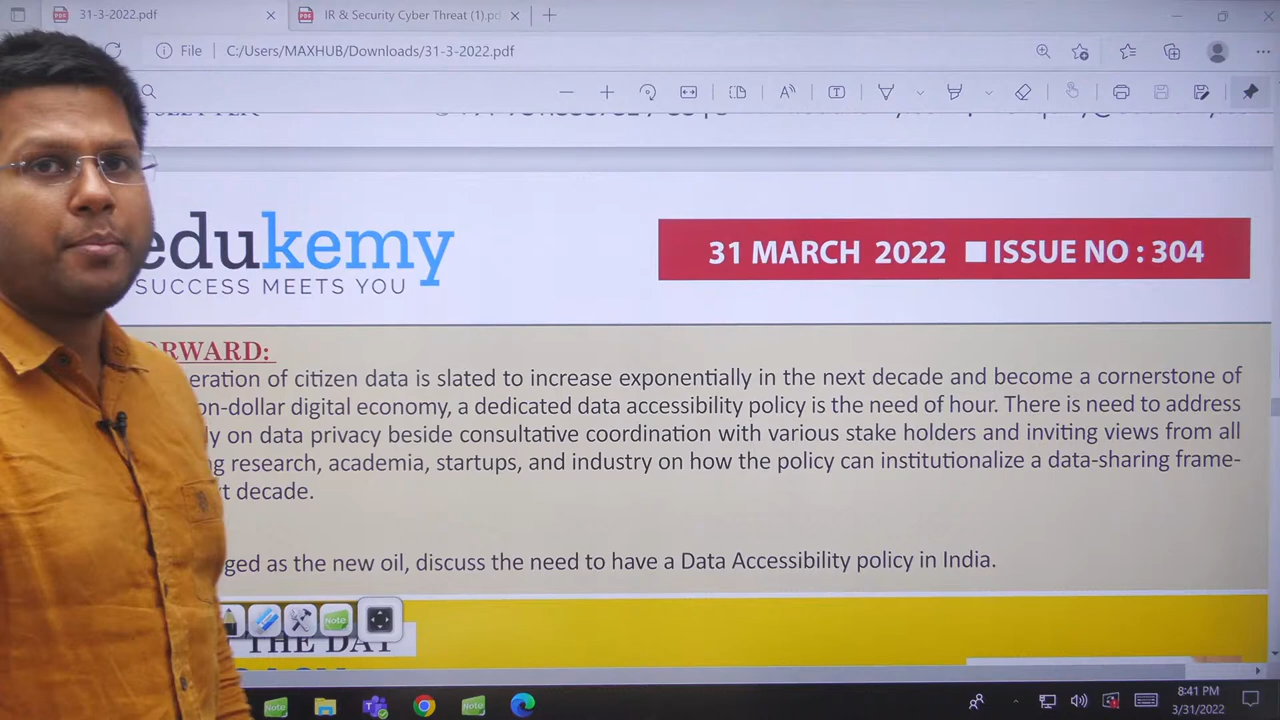 31-3-2022.pdf
IR & Security Cyber Threat (1).pd
File
C:/Users/MAXHUB/Downloads/31-3-2022.pdf
edukemy
SUCCESS MEETS YOU
31 MARCH 2022 ■ ISSUE NO : 304
ORWARD:
eration of citizen data is slated to increase exponentially in the next decade and become a cornerstone of
on-dollar digital economy, a dedicated data accessibility policy is the need of hour. There is need to address
ly on data privacy beside consultative coordination with various stake holders and inviting views from all
ng research, academia, startups, and industry on how the policy can institutionalize a data-sharing frame-
t decade.
ged as the new oil, discuss the need to have a Data Accessibility policy in India.
Note
THE DAY
Note
Note
8:41 PM
3/31/2022